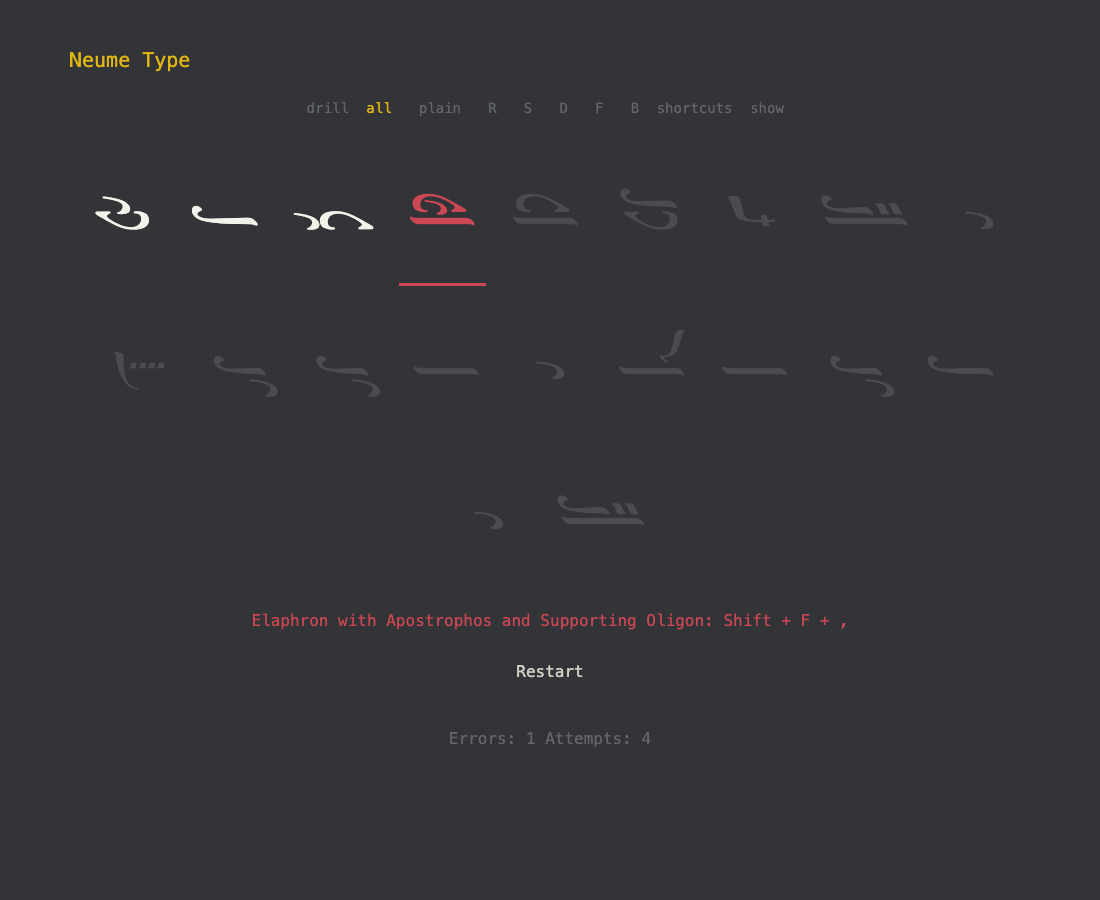 Neume Type
drill all plain R S D F B shortcuts show
Elaphron with Apostrophos and Supporting Oligon: Shift + F + ,
Restart
Errors: 1 Attempts: 4